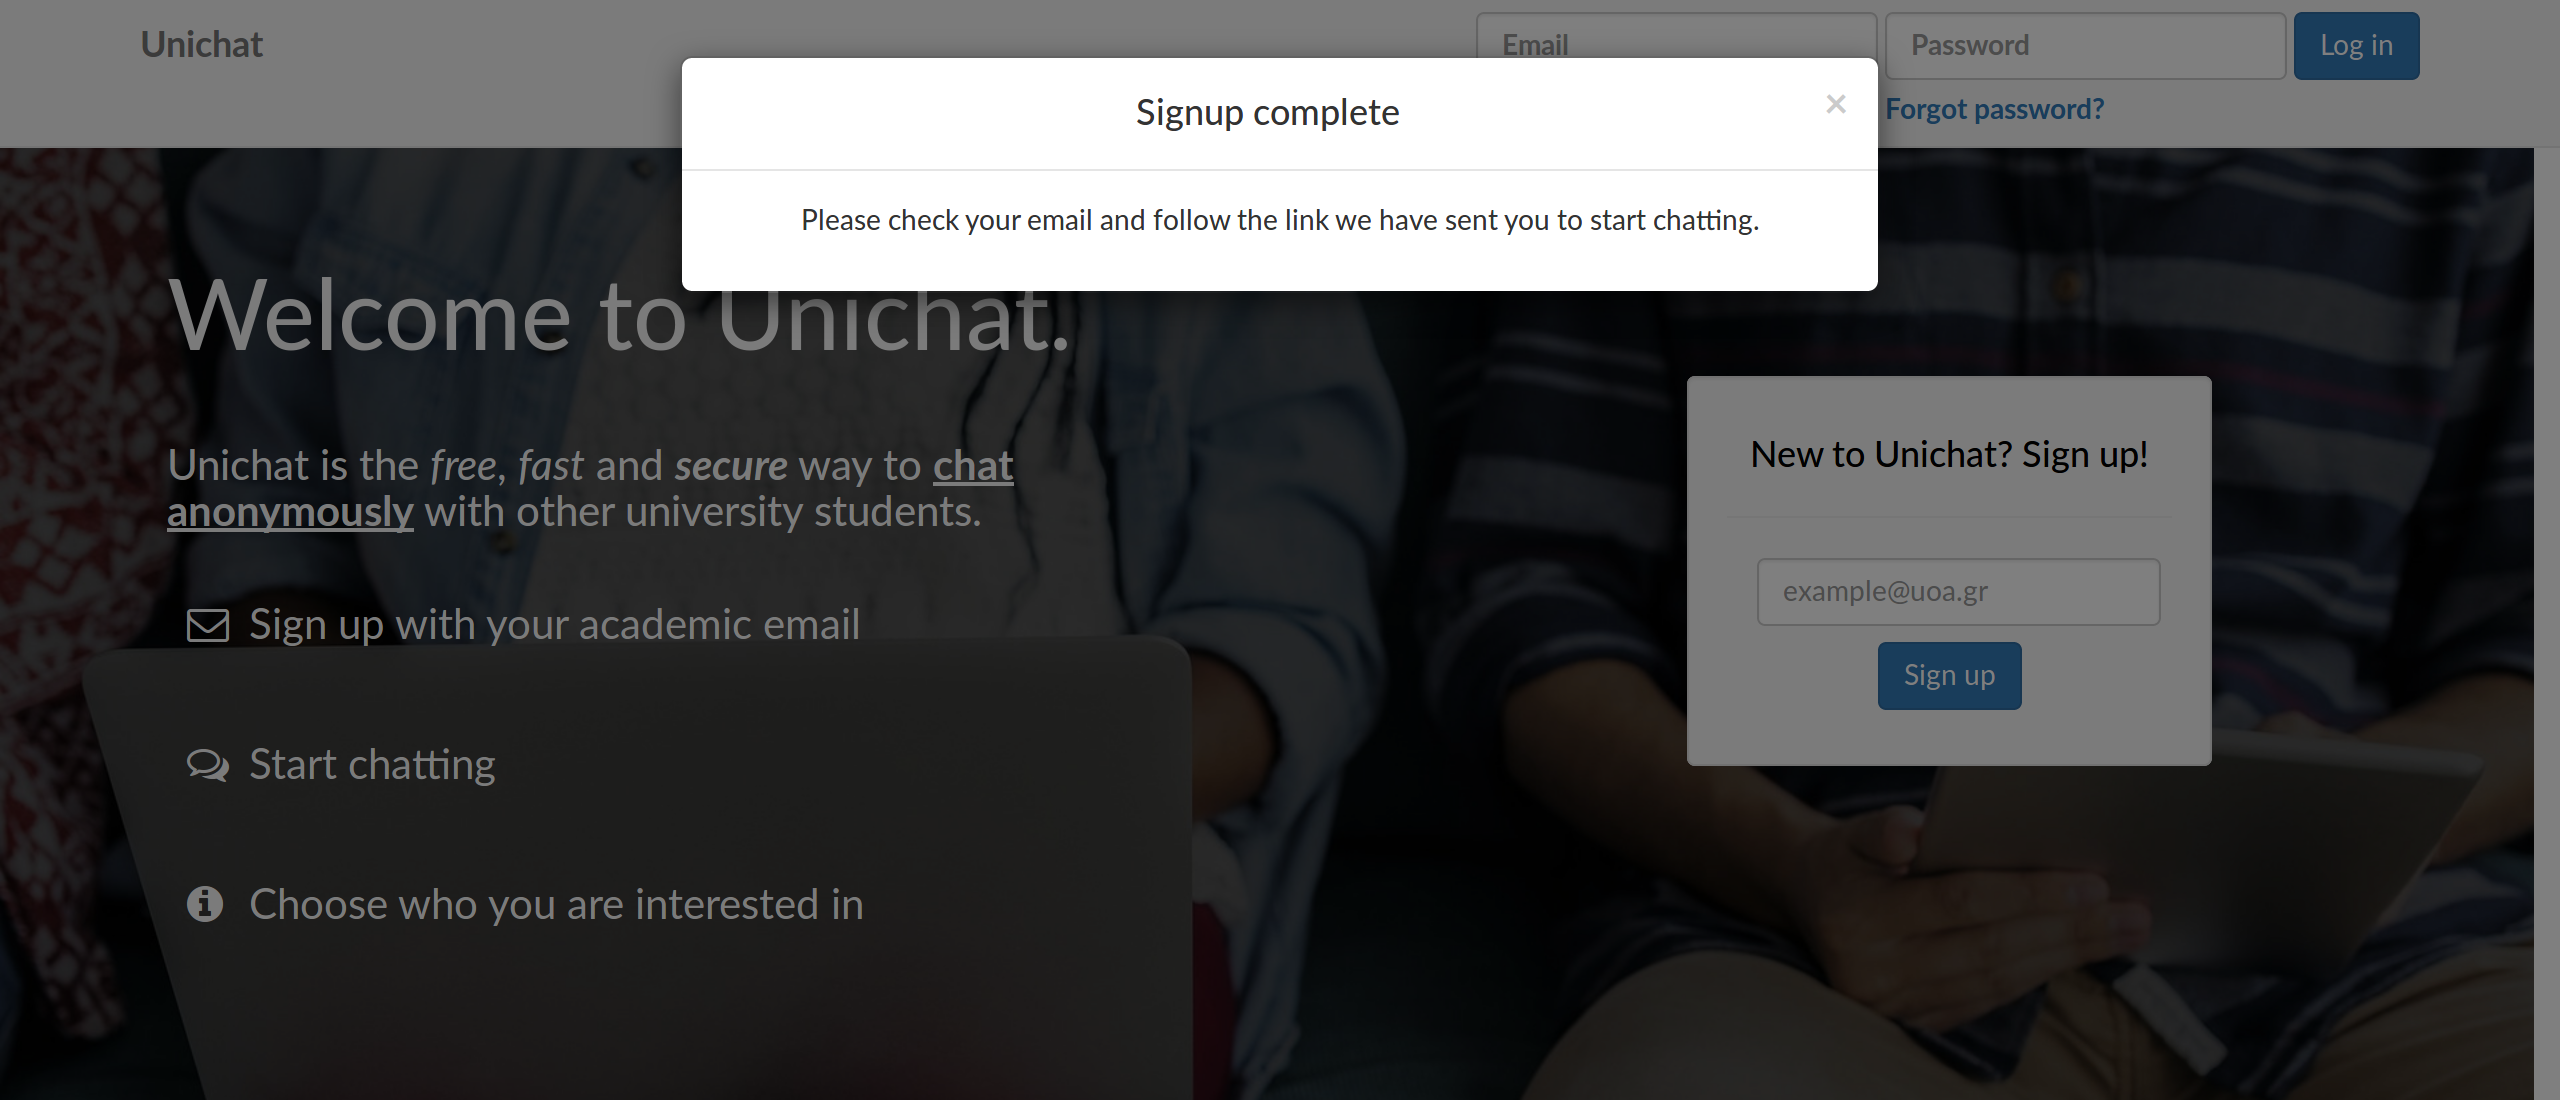 Unichat
Email
Password
Log in
Forgot password?
Signup complete
×
Please check your email and follow the link we have sent you to start chatting.
Welcome to Unichat.
Unichat is the free, fast and secure way to chat
anonymously with other university students.
Sign up with your academic email
Start chatting
Choose who you are interested in
New to Unichat? Sign up!
example@uoa.gr
Sign up